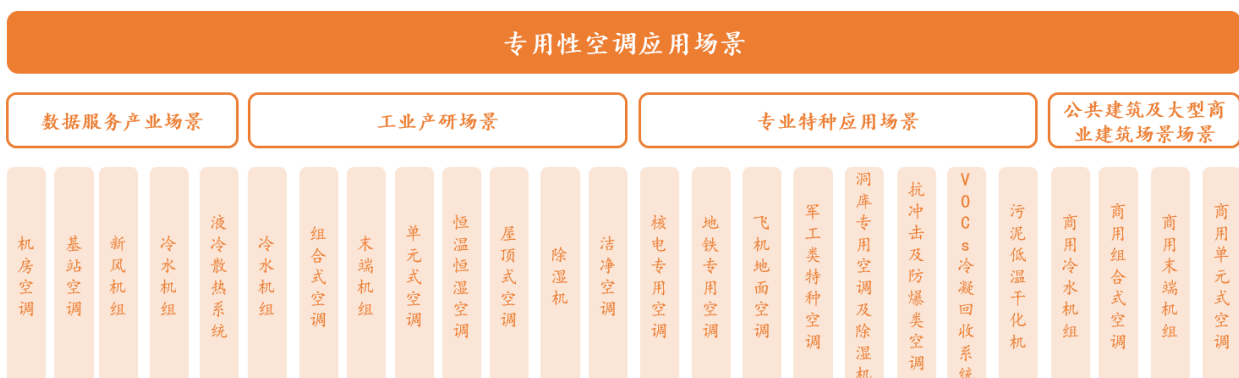 专用性空调应用场景
数据服务产业场景
工业产研场景
专业特种应用场景
公共建筑及大型商
业建筑场景场景
机房空调
基站空调
新风机组
冷水机组
液冷散热系统
冷水机组
组合式空调
末端机组
单元式空调
恒温恒湿空调
屋顶式空调
除湿机
洁净空调
核电专用空调
地铁专用空调
飞机地面空调
军工类特种空调
洞库专用空调及除湿机
抗冲击及防爆类空调
VOCs冷凝回收系统
污泥低温干化机
商用冷水机组
商用组合式空调
商用末端机组
商用单元式空调